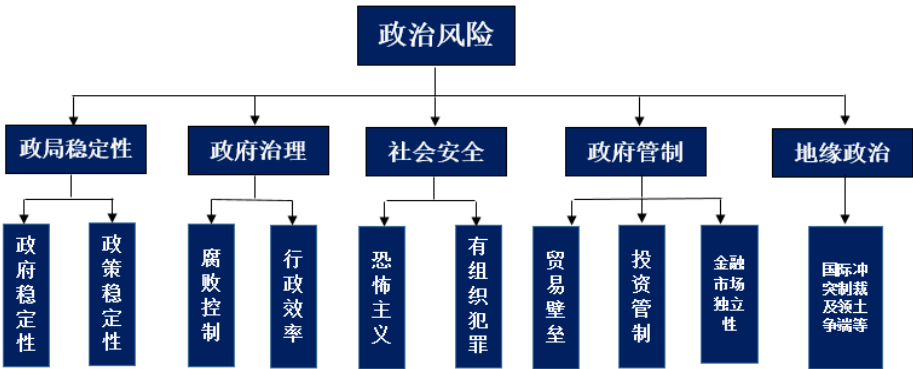 政治风险
政局稳定性
政府治理
社会安全
政府管制
地缘政治
政府稳定性
政策稳定性
腐败控制
行政效率
恐怖主义
有组织犯罪
贸易壁垒
投资管制
金融
市场
独立
性
国际冲
突制裁
及领土
争端等